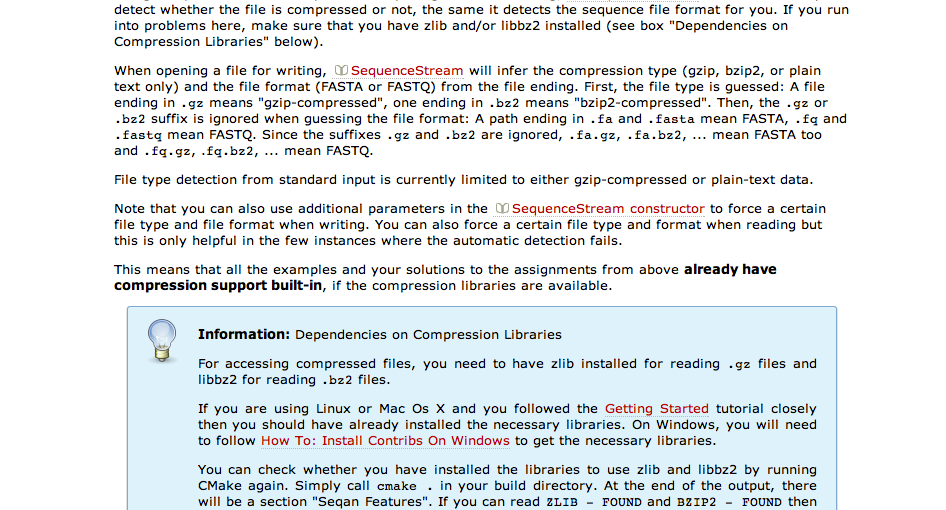 detect whether the file is compressed or not, the same it detects the sequence file format for you. If you run
into problems here, make sure that you have zlib and/or libbz2 installed (see box "Dependencies on
Compression Libraries" below).
When opening a file for writing, SequenceStream will infer the compression type (gzip, bzip2, or plain
text only) and the file format (FASTA or FASTQ) from the file ending. First, the file type is guessed: A file
ending in .gz means "gzip-compressed", one ending in .bz2 means "bzip2-compressed". Then, the .gz or
.bz2 suffix is ignored when guessing the file format: A path ending in .fa and .fasta mean FASTA, .fq and
.fastq mean FASTQ. Since the suffixes .gz and .bz2 are ignored, .fa.gz, .fa.bz2, ... mean FASTA too
and .fq.gz, .fq.bz2, ... mean FASTQ.
File type detection from standard input is currently limited to either gzip-compressed or plain-text data.
Note that you can also use additional parameters in the SequenceStream constructor to force a certain
file type and file format when writing. You can also force a certain file type and format when reading but
this is only helpful in the few instances where the automatic detection fails.
This means that all the examples and your solutions to the assignments from above already have
compression support built-in, if the compression libraries are available.
Information: Dependencies on Compression Libraries
For accessing compressed files, you need to have zlib installed for reading .gz files and
libbz2 for reading .bz2 files.
If you are using Linux or Mac Os X and you followed the Getting Started tutorial closely
then you should have already installed the necessary libraries. On Windows, you will need
to follow How To: Install Contribs On Windows to get the necessary libraries.
You can check whether you have installed the libraries to use zlib and libbz2 by running
CMake again. Simply call cmake . in your build directory. At the end of the output, there
will be a section "Seqan Features". If you can read ZLIB - FOUND and BZIP2 - FOUND then